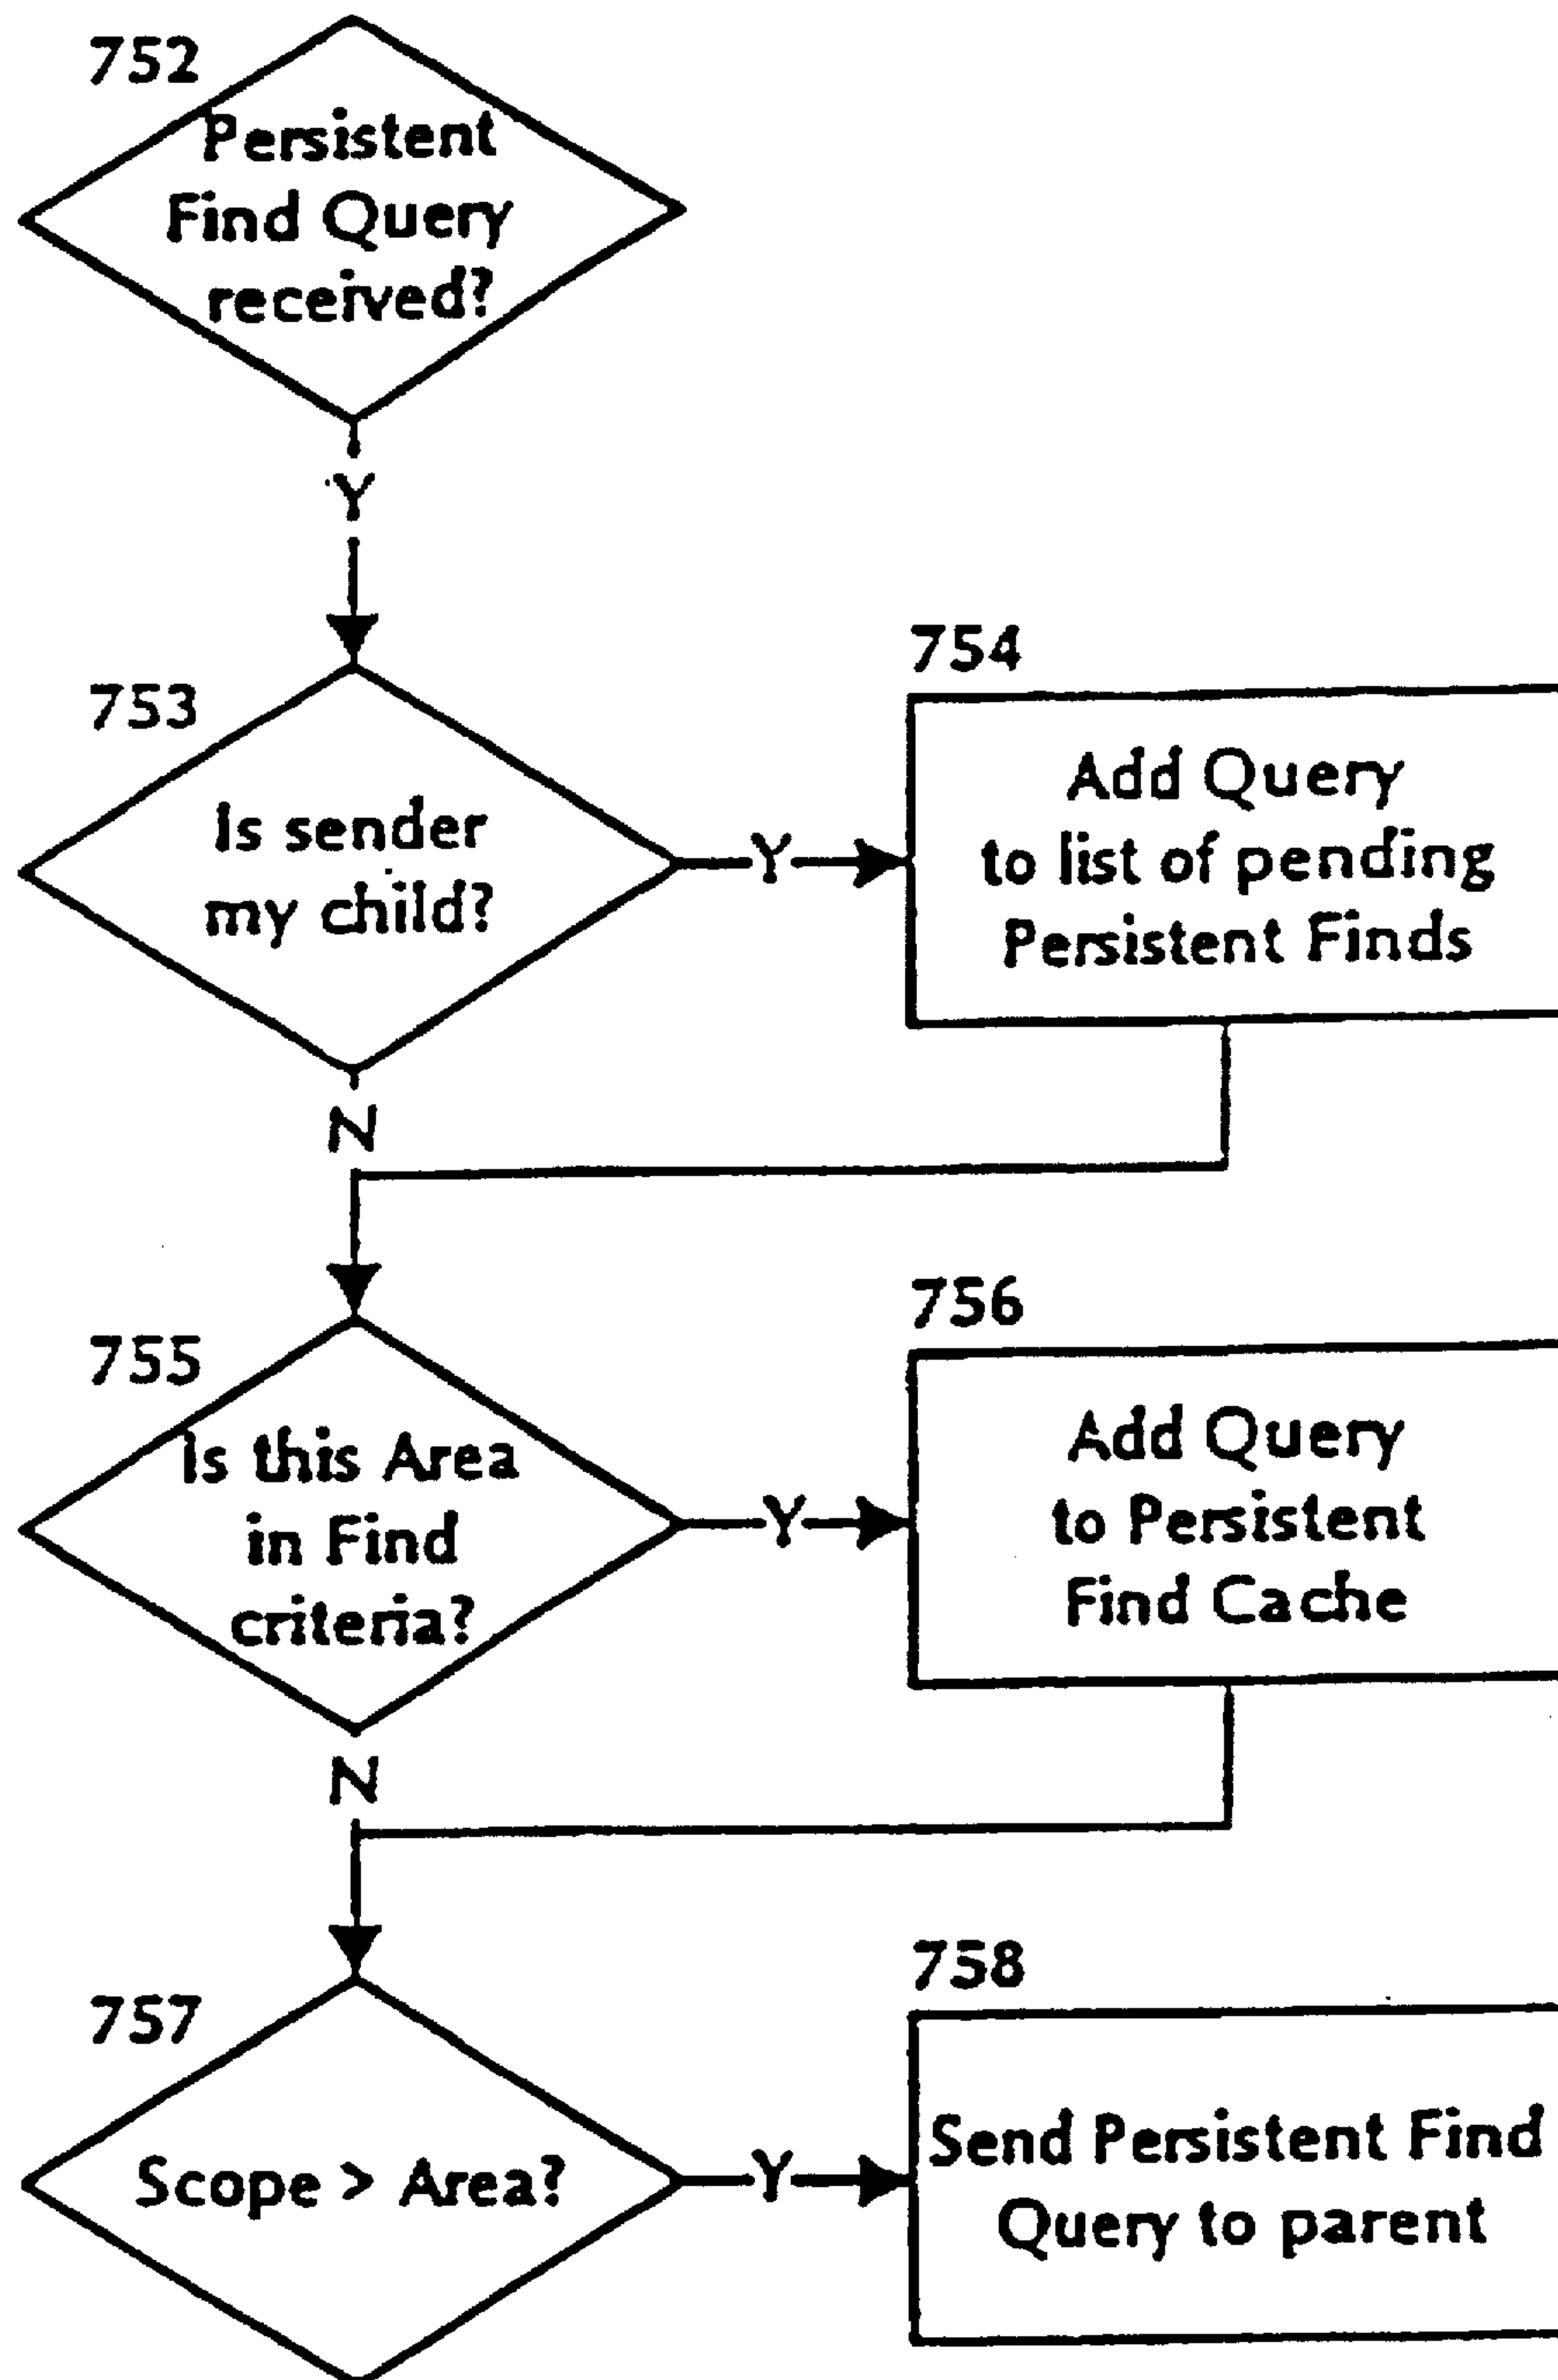 752
Persistent
Find Query
received?
Y
753
Is sender
my child?
Y
754
Add Query
to list of pending
Persistent Finds
N
755
Is this Area
in Find
criteria?
Y
756
Add Query
to Persistent
Find Cache
N
757
Scope > Area?
Y
758
Send Persistent Find
Query to parent